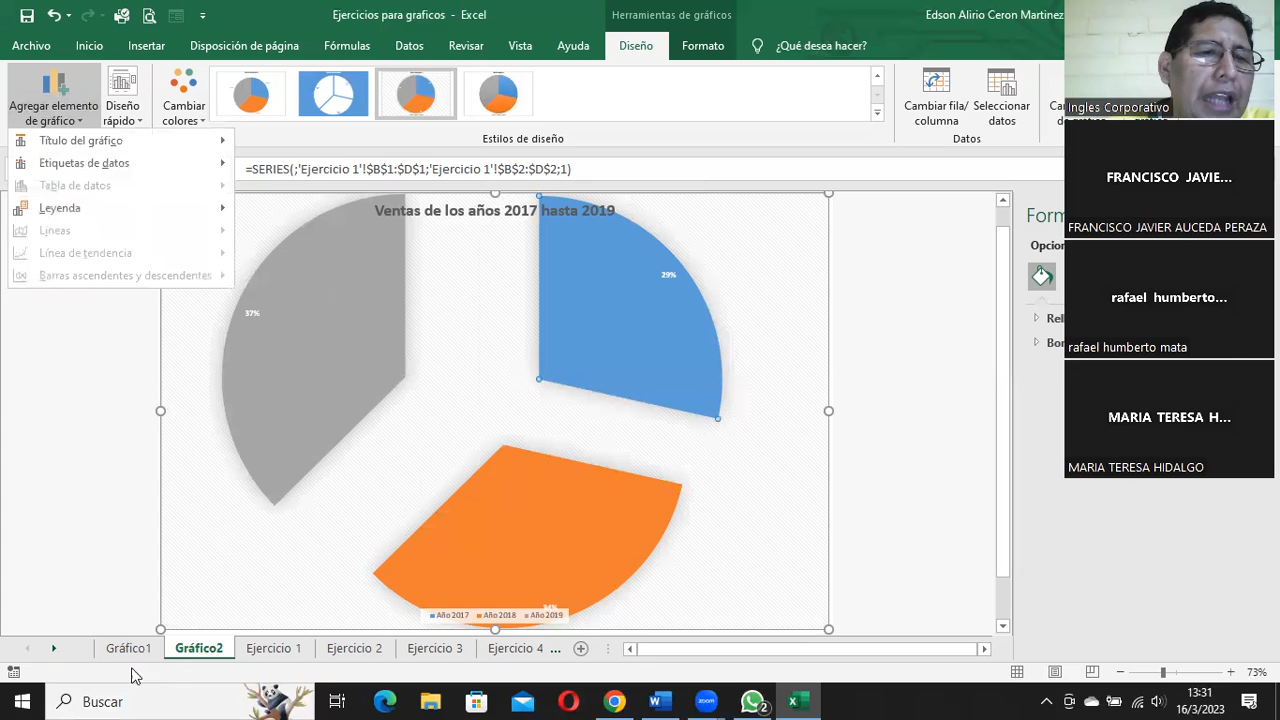 Ejercicios para graficos - Excel
Herramientas de gráficos
Edson Alirio Ceron Martinez
Archivo
Inicio
Insertar
Disposición de página
Fórmulas
Datos
Revisar
Vista
Ayuda
Diseño
Formato
¿Qué desea hacer?
Agregar elemento
de gráfico
Diseño
rápido
Cambiar
colores
Cambiar fila/
columna
Seleccionar
datos
Estilos de diseño
Datos
Ingles Corporativo
Título del gráfico
Etiquetas de datos
Tabla de datos
Leyenda
Líneas
Línea de tendencia
Barras ascendentes y descendentes
=SERIES(;'Ejercicio 1'!$B$1:$D$1;'Ejercicio 1'!$B$2:$D$2;1)
Ventas de los años 2017 hasta 2019
29%
37%
34%
Año 2017
Año 2018
Año 2019
Form
Opcion
Rel
Bor
FRANCISCO JAVIE...
FRANCISCO JAVIER AUCEDA PERAZA
rafael humberto...
rafael humberto mata
MARIA TERESA H...
MARIA TERESA HIDALGO
Gráfico1
Gráfico2
Ejercicio 1
Ejercicio 2
Ejercicio 3
Ejercicio 4
...
73%
Buscar
2
13:31
16/3/2023